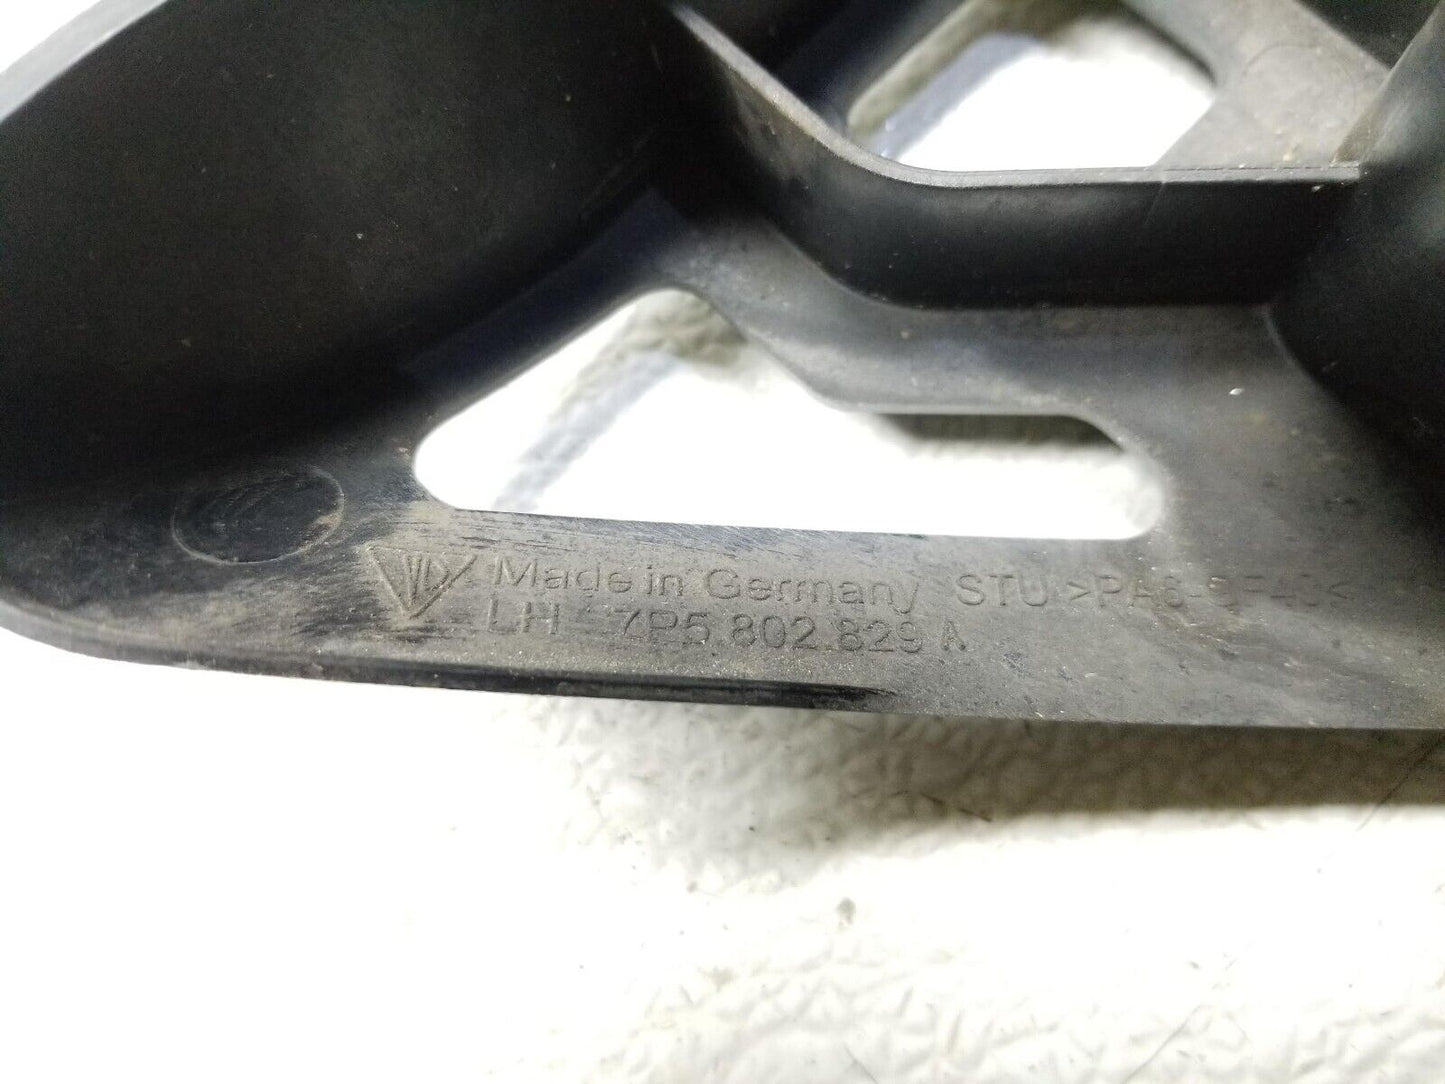 Made in Germany STU
LH 7P5.802.829 A